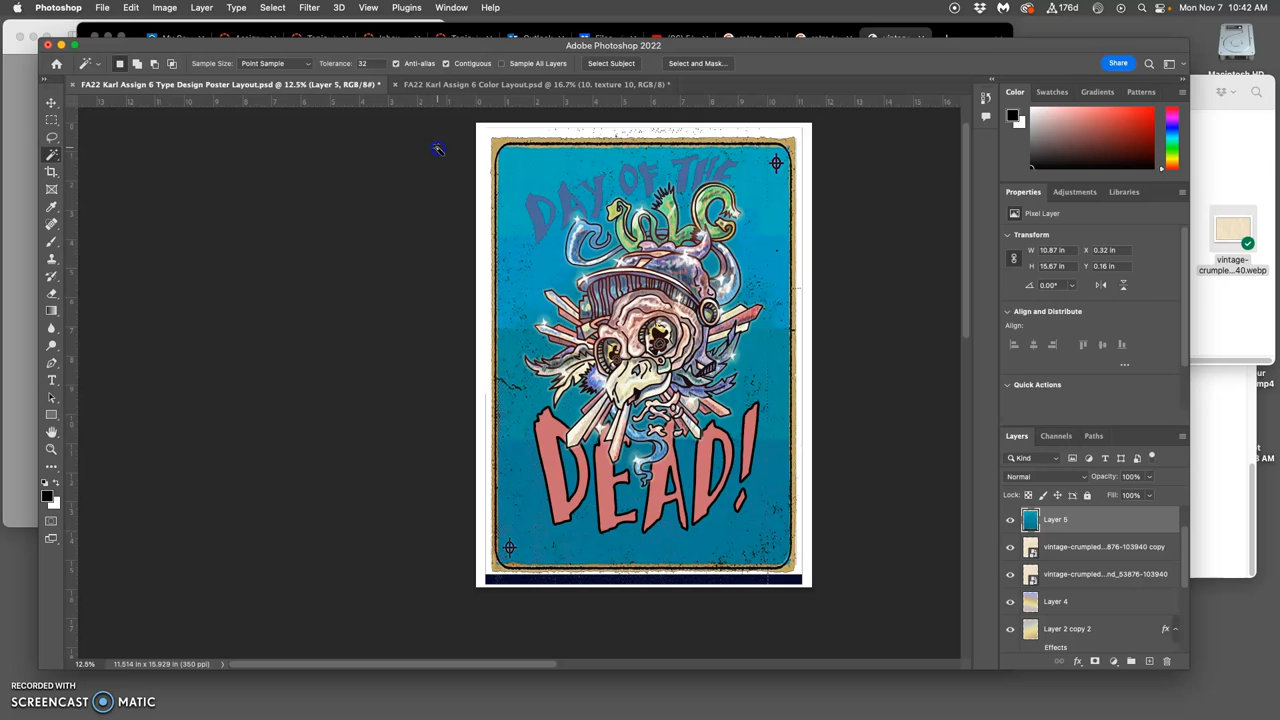 Photoshop File Edit Image Layer Type Select Filter 3D View Plugins Window Help
176d
Mon Nov 7 10:42 AM
Adobe Photoshop 2022
Sample Size: Point Sample Tolerance: 32 Anti-alias Contiguous Sample All Layers Select Subject Select and Mask... Share
FA22 Karl Assign 6 Type Design Poster Layout.psd @ 12.5% (Layer 5, RGB/8#) *
FA22 Karl Assign 6 Color Layout.psd @ 16.7% (10. texture 10, RGB/8) *
DAY OF THE
DEAD!
Color Swatches Gradients Patterns
Properties Adjustments Libraries
Pixel Layer
Transform
W 10.87 in X 0.32 in
H 15.67 in Y 0.16 in
0.00°
Align and Distribute
Align:
Quick Actions
Layers Channels Paths
Kind
Normal Opacity: 100%
Lock: Fill: 100%
Layer 5
vintage-crumpled...876-103940 copy
vintage-crumpled...nd_53876-103940
Layer 4
Layer 2 copy 2 fx
Effects
12.5% 11.514 in x 15.929 in (350 ppi)
vintage-
crumple...40.webp
RECORDED WITH
SCREENCAST MATIC